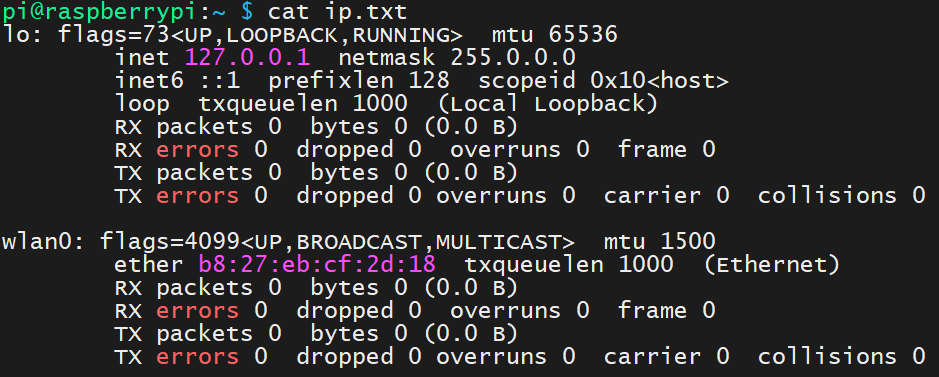 pi@raspberrypi:~ $ cat ip.txt
lo: flags=73<UP,LOOPBACK,RUNNING>  mtu 65536
        inet 127.0.0.1  netmask 255.0.0.0
        inet6 ::1  prefixlen 128  scopeid 0x10<host>
        loop  txqueuelen 1000  (Local Loopback)
        RX packets 0  bytes 0 (0.0 B)
        RX errors 0  dropped 0  overruns 0  frame 0
        TX packets 0  bytes 0 (0.0 B)
        TX errors 0  dropped 0 overruns 0  carrier 0  collisions 0

wlan0: flags=4099<UP,BROADCAST,MULTICAST>  mtu 1500
        ether b8:27:eb:cf:2d:18  txqueuelen 1000  (Ethernet)
        RX packets 0  bytes 0 (0.0 B)
        RX errors 0  dropped 0  overruns 0  frame 0
        TX packets 0  bytes 0 (0.0 B)
        TX errors 0  dropped 0 overruns 0  carrier 0  collisions 0